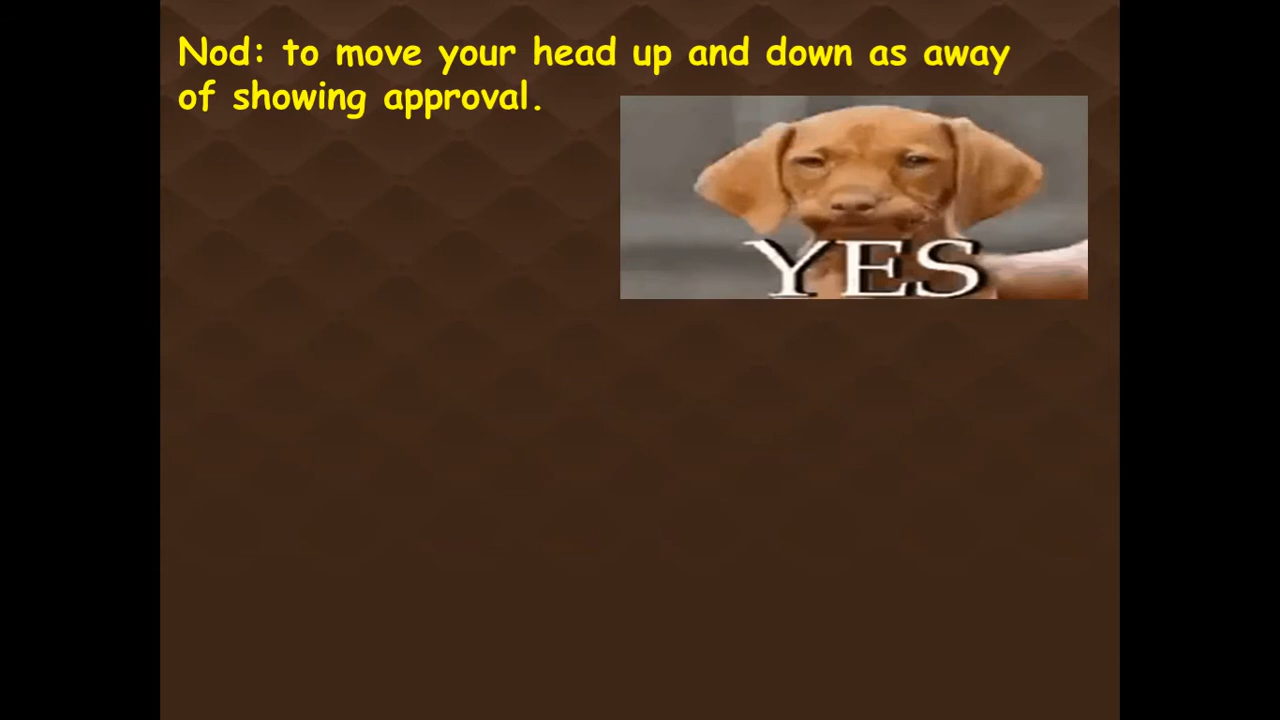 Nod: to move your head up and down as away
of showing approval.
YES